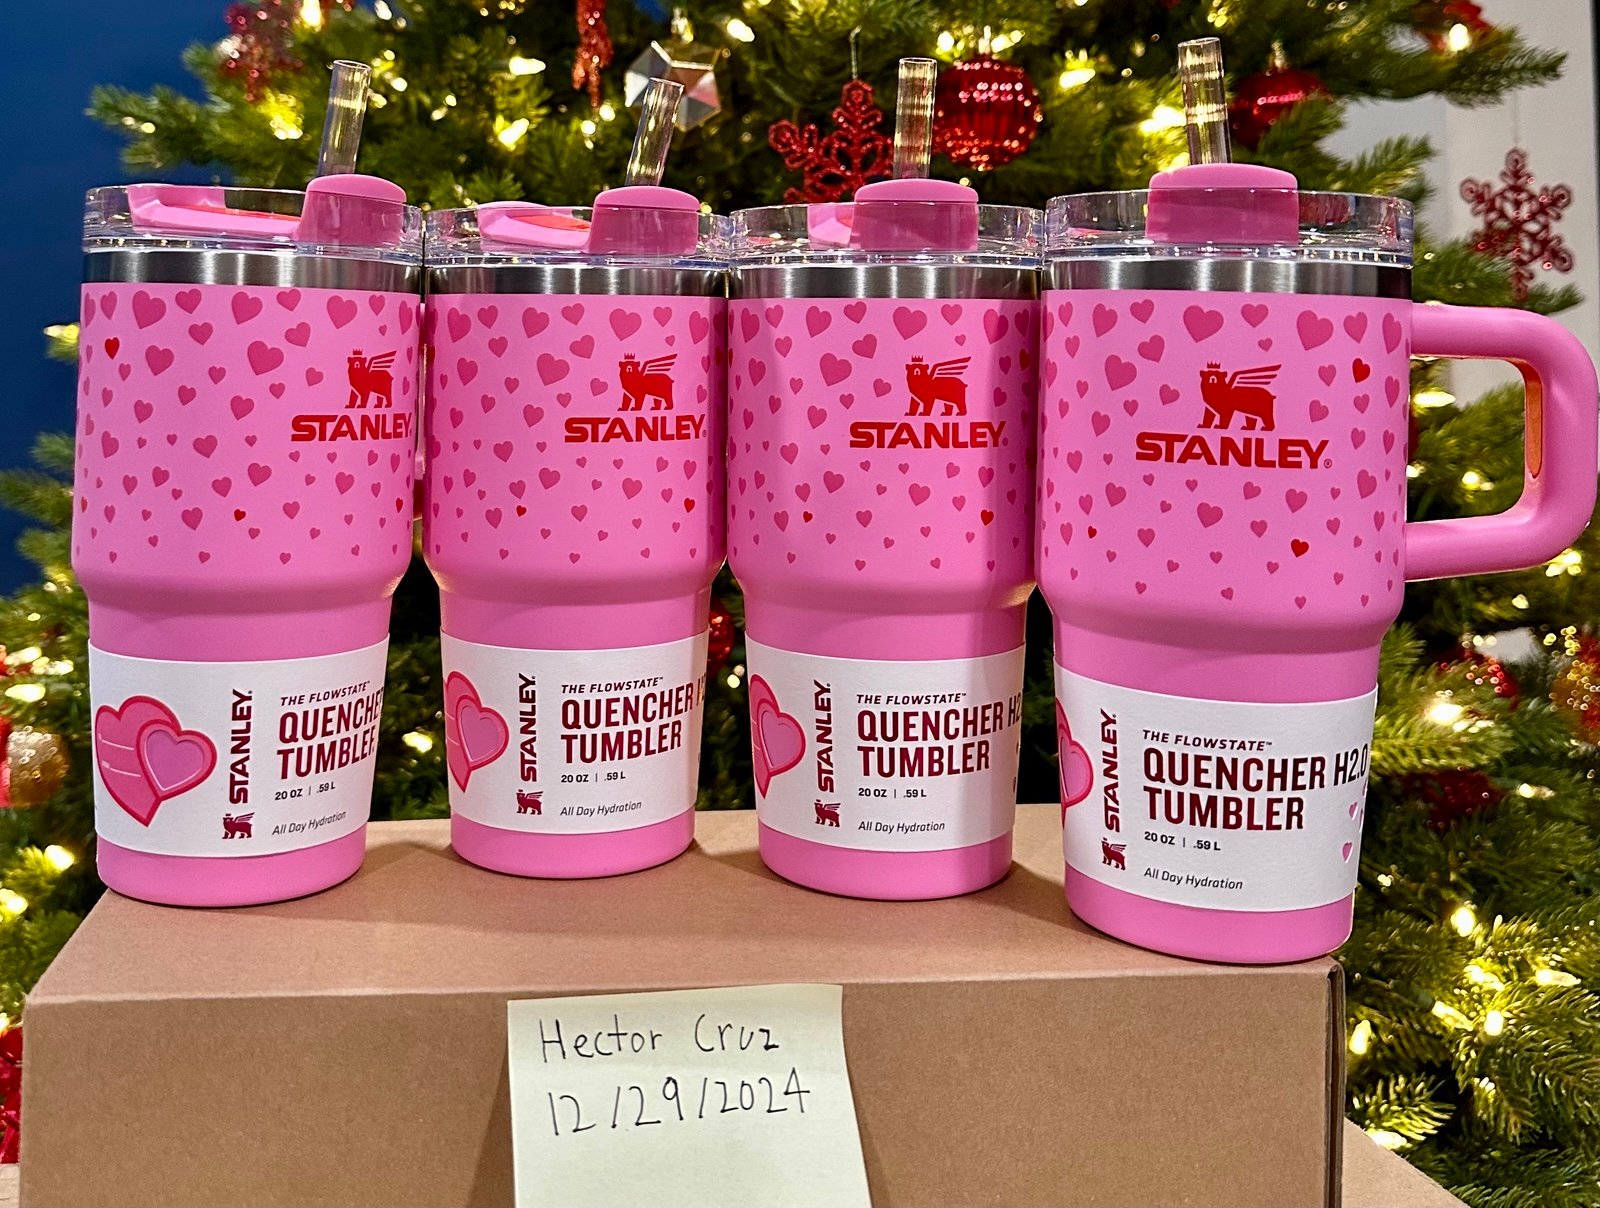 STANLEY®
THE FLOWSTATE™
QUENCHER
TUMBLER
20 OZ | .59 L
All Day Hydration
STANLEY®
STANLEY®
THE FLOWSTATE™
QUENCHER
TUMBLER
20 OZ | .59 L
All Day Hydration
STANLEY®
STANLEY®
THE FLOWSTATE™
QUENCHER
TUMBLER
20 OZ | .59 L
All Day Hydration
STANLEY®
STANLEY®
THE FLOWSTATE™
QUENCHER H2.0
TUMBLER
20 OZ | .59 L
All Day Hydration
STANLEY®
Hector Cruz
12/29/2024